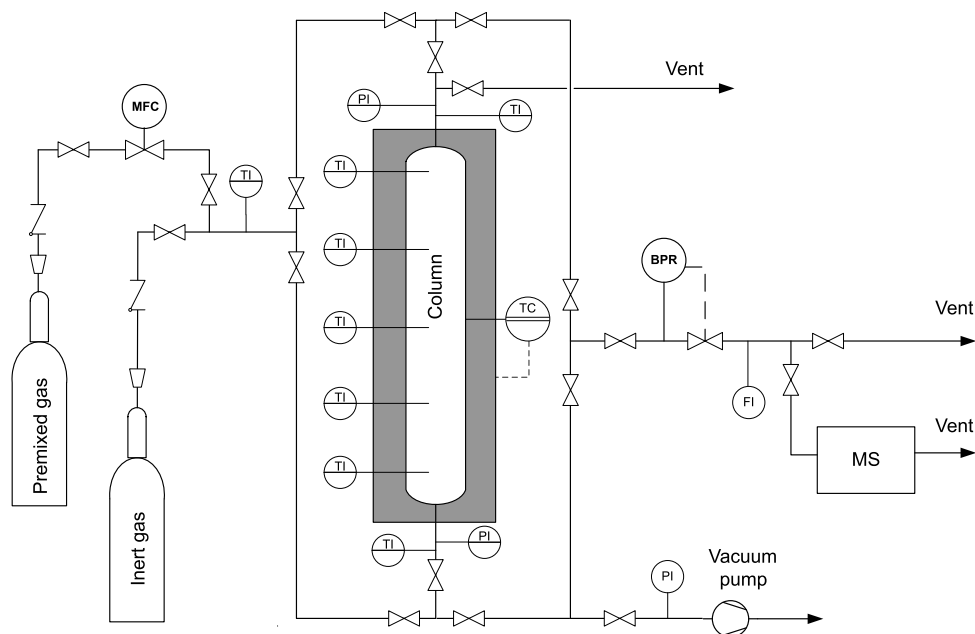 Vent
PI
MFC
TI
TI
TI
TI
Column
BPR
TC
Vent
TI
Premixed gas
TI
FI
Vent
MS
TI
Inert gas
PI
TI
Vacuum
pump
PI